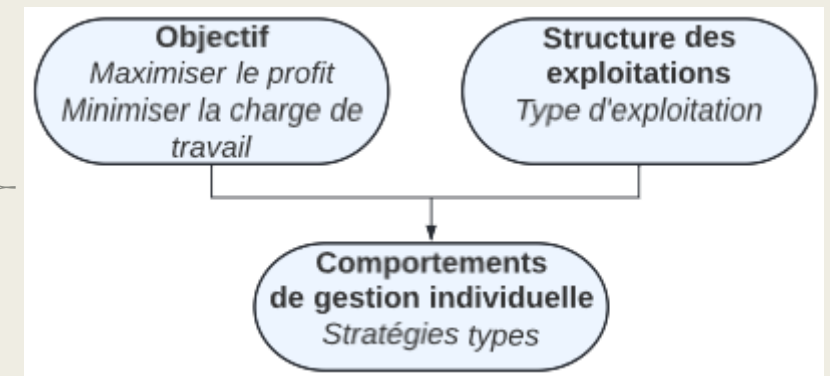 Objectif
Maximiser le profit
Minimiser la charge de
travail
Structure des
exploitations
Type d'exploitation
Comportements
de gestion individuelle
Stratégies types